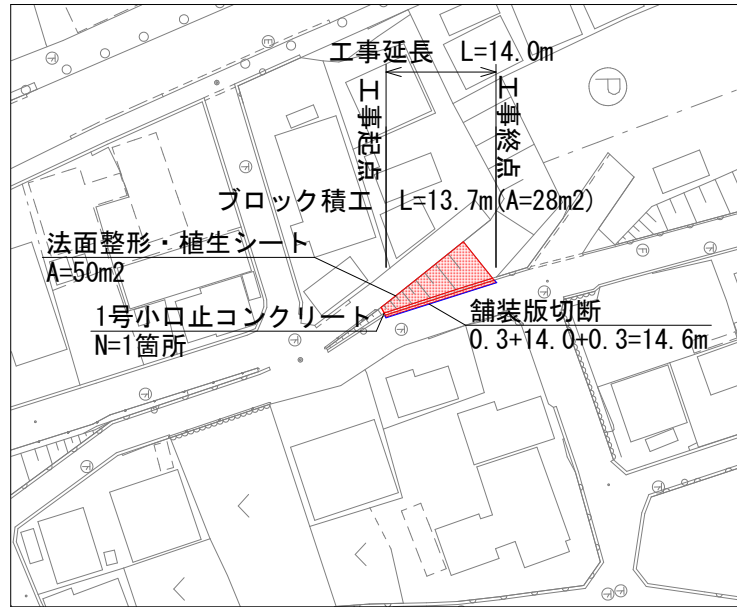 工事延長 L=14.0m
工事起点
工事終点
P
ブロック積工 L=13.7m(A=28m2)
法面整形・植生シート
A=50m2
1号小口止コンクリート
N=1箇所
舗装版切断
0.3+14.0+0.3=14.6m